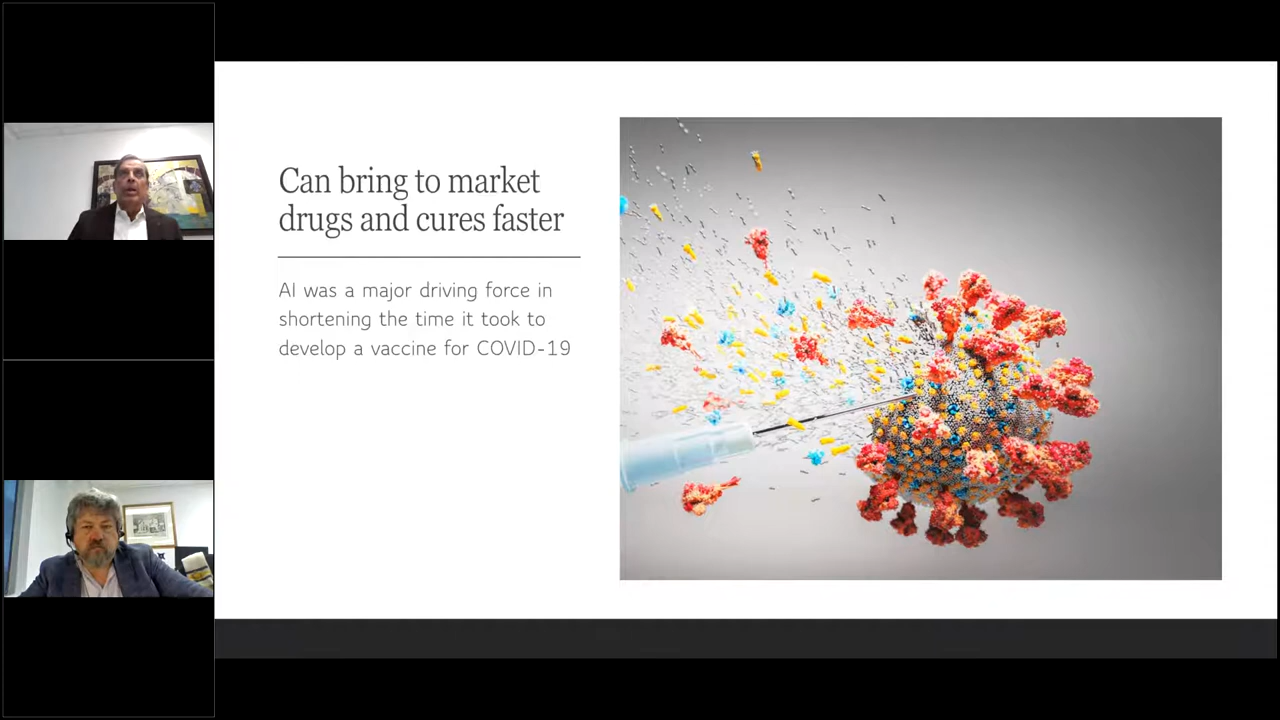 Can bring to market
drugs and cures faster
AI was a major driving force in
shortening the time it took to
develop a vaccine for COVID-19